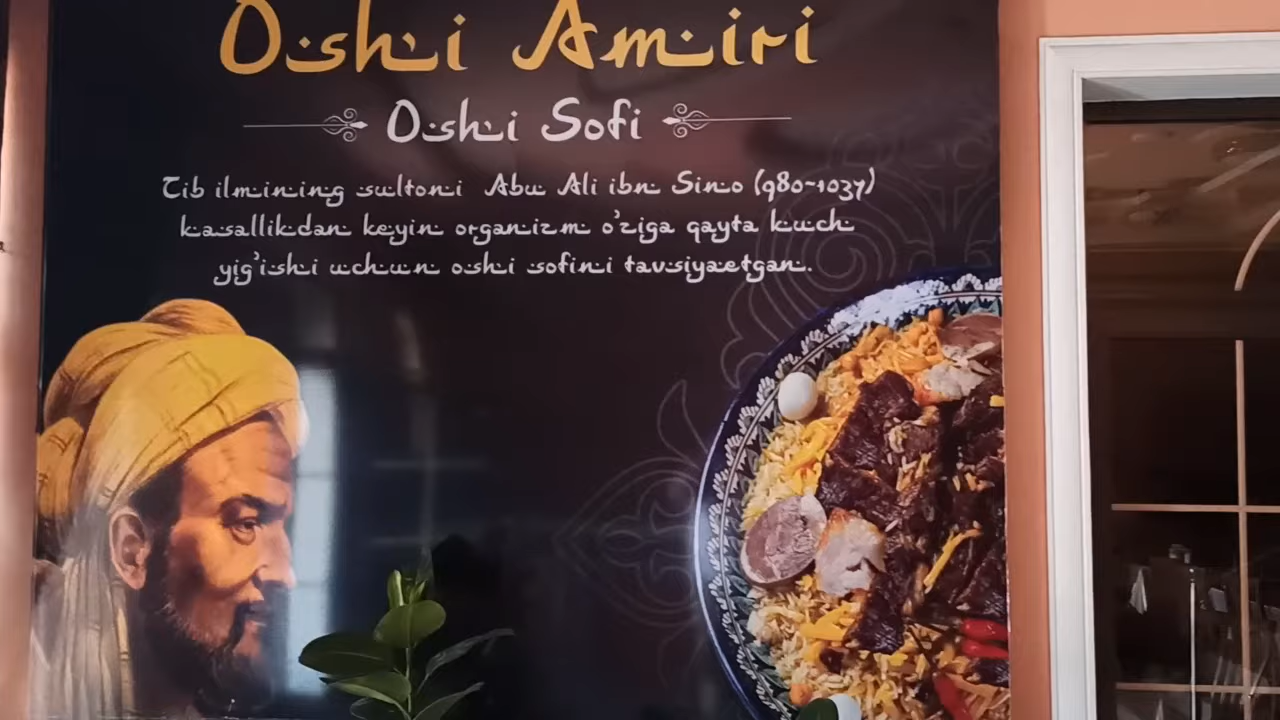 Oshi Amiri
Oshi Sofi
Tib ilmining sultoni Abu Ali ibn Sino (980-1037)
kasallikdan keyin organizm o'ziga qayta kuch
yig'ishi uchun oshi sofini tavsiyaetgan.